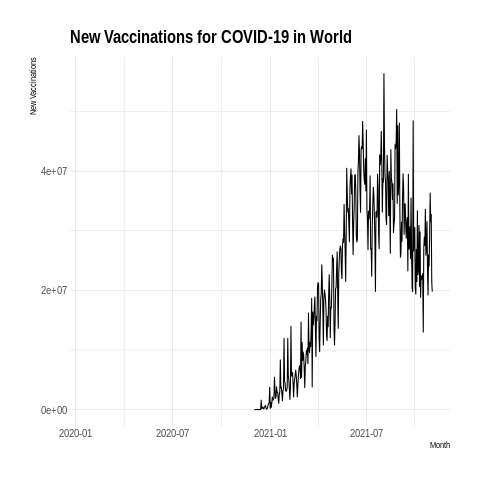 New Vaccinations for COVID-19 in World
New Vaccinations
4e+07
2e+07
0e+00
2020-01 2020-07 2021-01 2021-07
Month